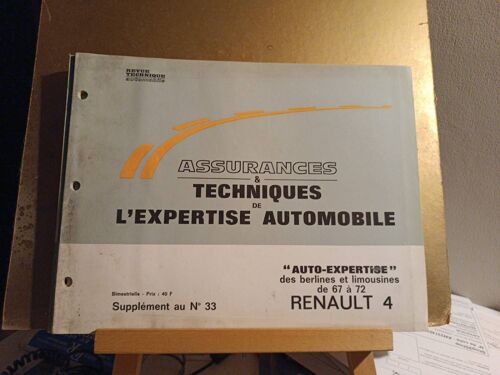 REVUE
TECHNIQUE
automobile
ASSURANCES
&
TECHNIQUES
DE
L'EXPERTISE AUTOMOBILE
"AUTO-EXPERTISE"
des berlines et limousines
de 67 à 72
RENAULT 4
Bimestrielle - Prix : 40 F
Supplément au N° 33